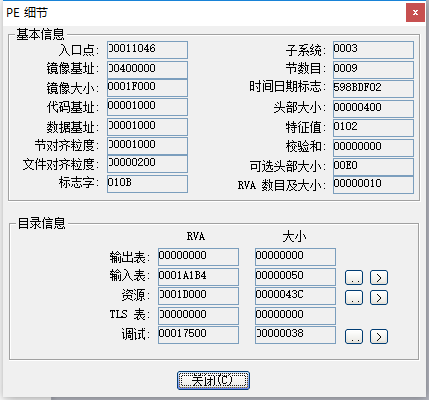 PE 细节
x
基本信息
入口点: 00011046 子系统: 0003
镜像基址: 00400000 节数目: 0009
镜像大小: 0001F000 时间日期标志: 598BDF02
代码基址: 00001000 头部大小: 00000400
数据基址: 00001000 特征值: 0102
节对齐粒度: 00001000 校验和: 00000000
文件对齐粒度: 00000200 可选头部大小: 00E0
标志字: 010B RVA 数目及大小: 00000010
目录信息
RVA 大小
输出表: 00000000 00000000
输入表: 0001A1B4 00000050 .. >
资源: 0001D000 0000043C .. >
TLS 表: 00000000 00000000
调试: 00017500 00000038 .. >
关闭(C)